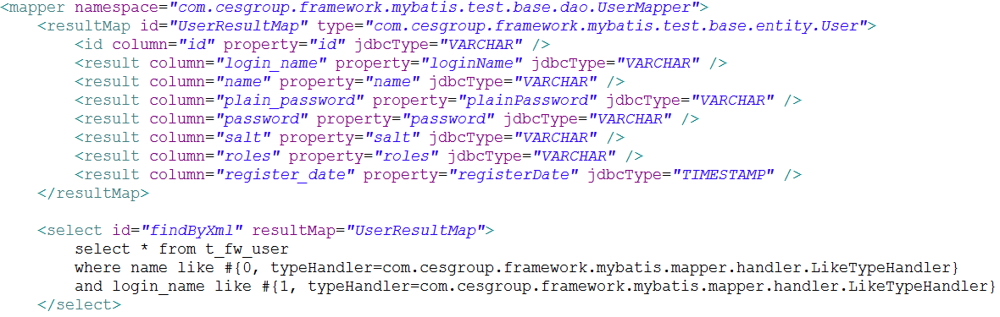 <mapper namespace="com.cesgroup.framework.mybatis.test.base.dao.UserMapper">
    <resultMap id="UserResultMap" type="com.cesgroup.framework.mybatis.test.base.entity.User">
        <id column="id" property="id" jdbcType="VARCHAR" />
        <result column="login_name" property="loginName" jdbcType="VARCHAR" />
        <result column="name" property="name" jdbcType="VARCHAR" />
        <result column="plain_password" property="plainPassword" jdbcType="VARCHAR" />
        <result column="password" property="password" jdbcType="VARCHAR" />
        <result column="salt" property="salt" jdbcType="VARCHAR" />
        <result column="roles" property="roles" jdbcType="VARCHAR" />
        <result column="register_date" property="registerDate" jdbcType="TIMESTAMP" />
    </resultMap>

    <select id="findByXml" resultMap="UserResultMap">
        select * from t_fw_user
        where name like #{0, typeHandler=com.cesgroup.framework.mybatis.mapper.handler.LikeTypeHandler}
        and login_name like #{1, typeHandler=com.cesgroup.framework.mybatis.mapper.handler.LikeTypeHandler}
    </select>